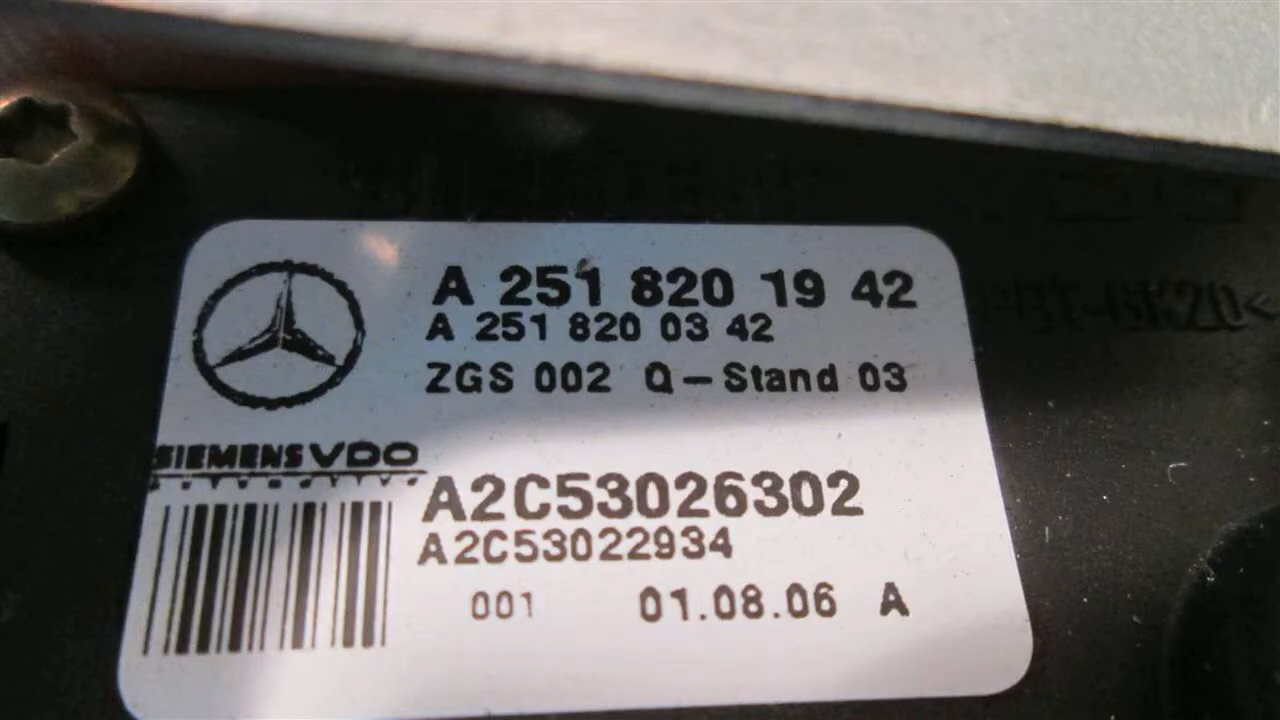 A 251 820 19 42
A 251 820 03 42
ZGS 002 Q-Stand 03
SIEMENS VDO
A2C53026302
A2C53022934
001 01.08.06 A